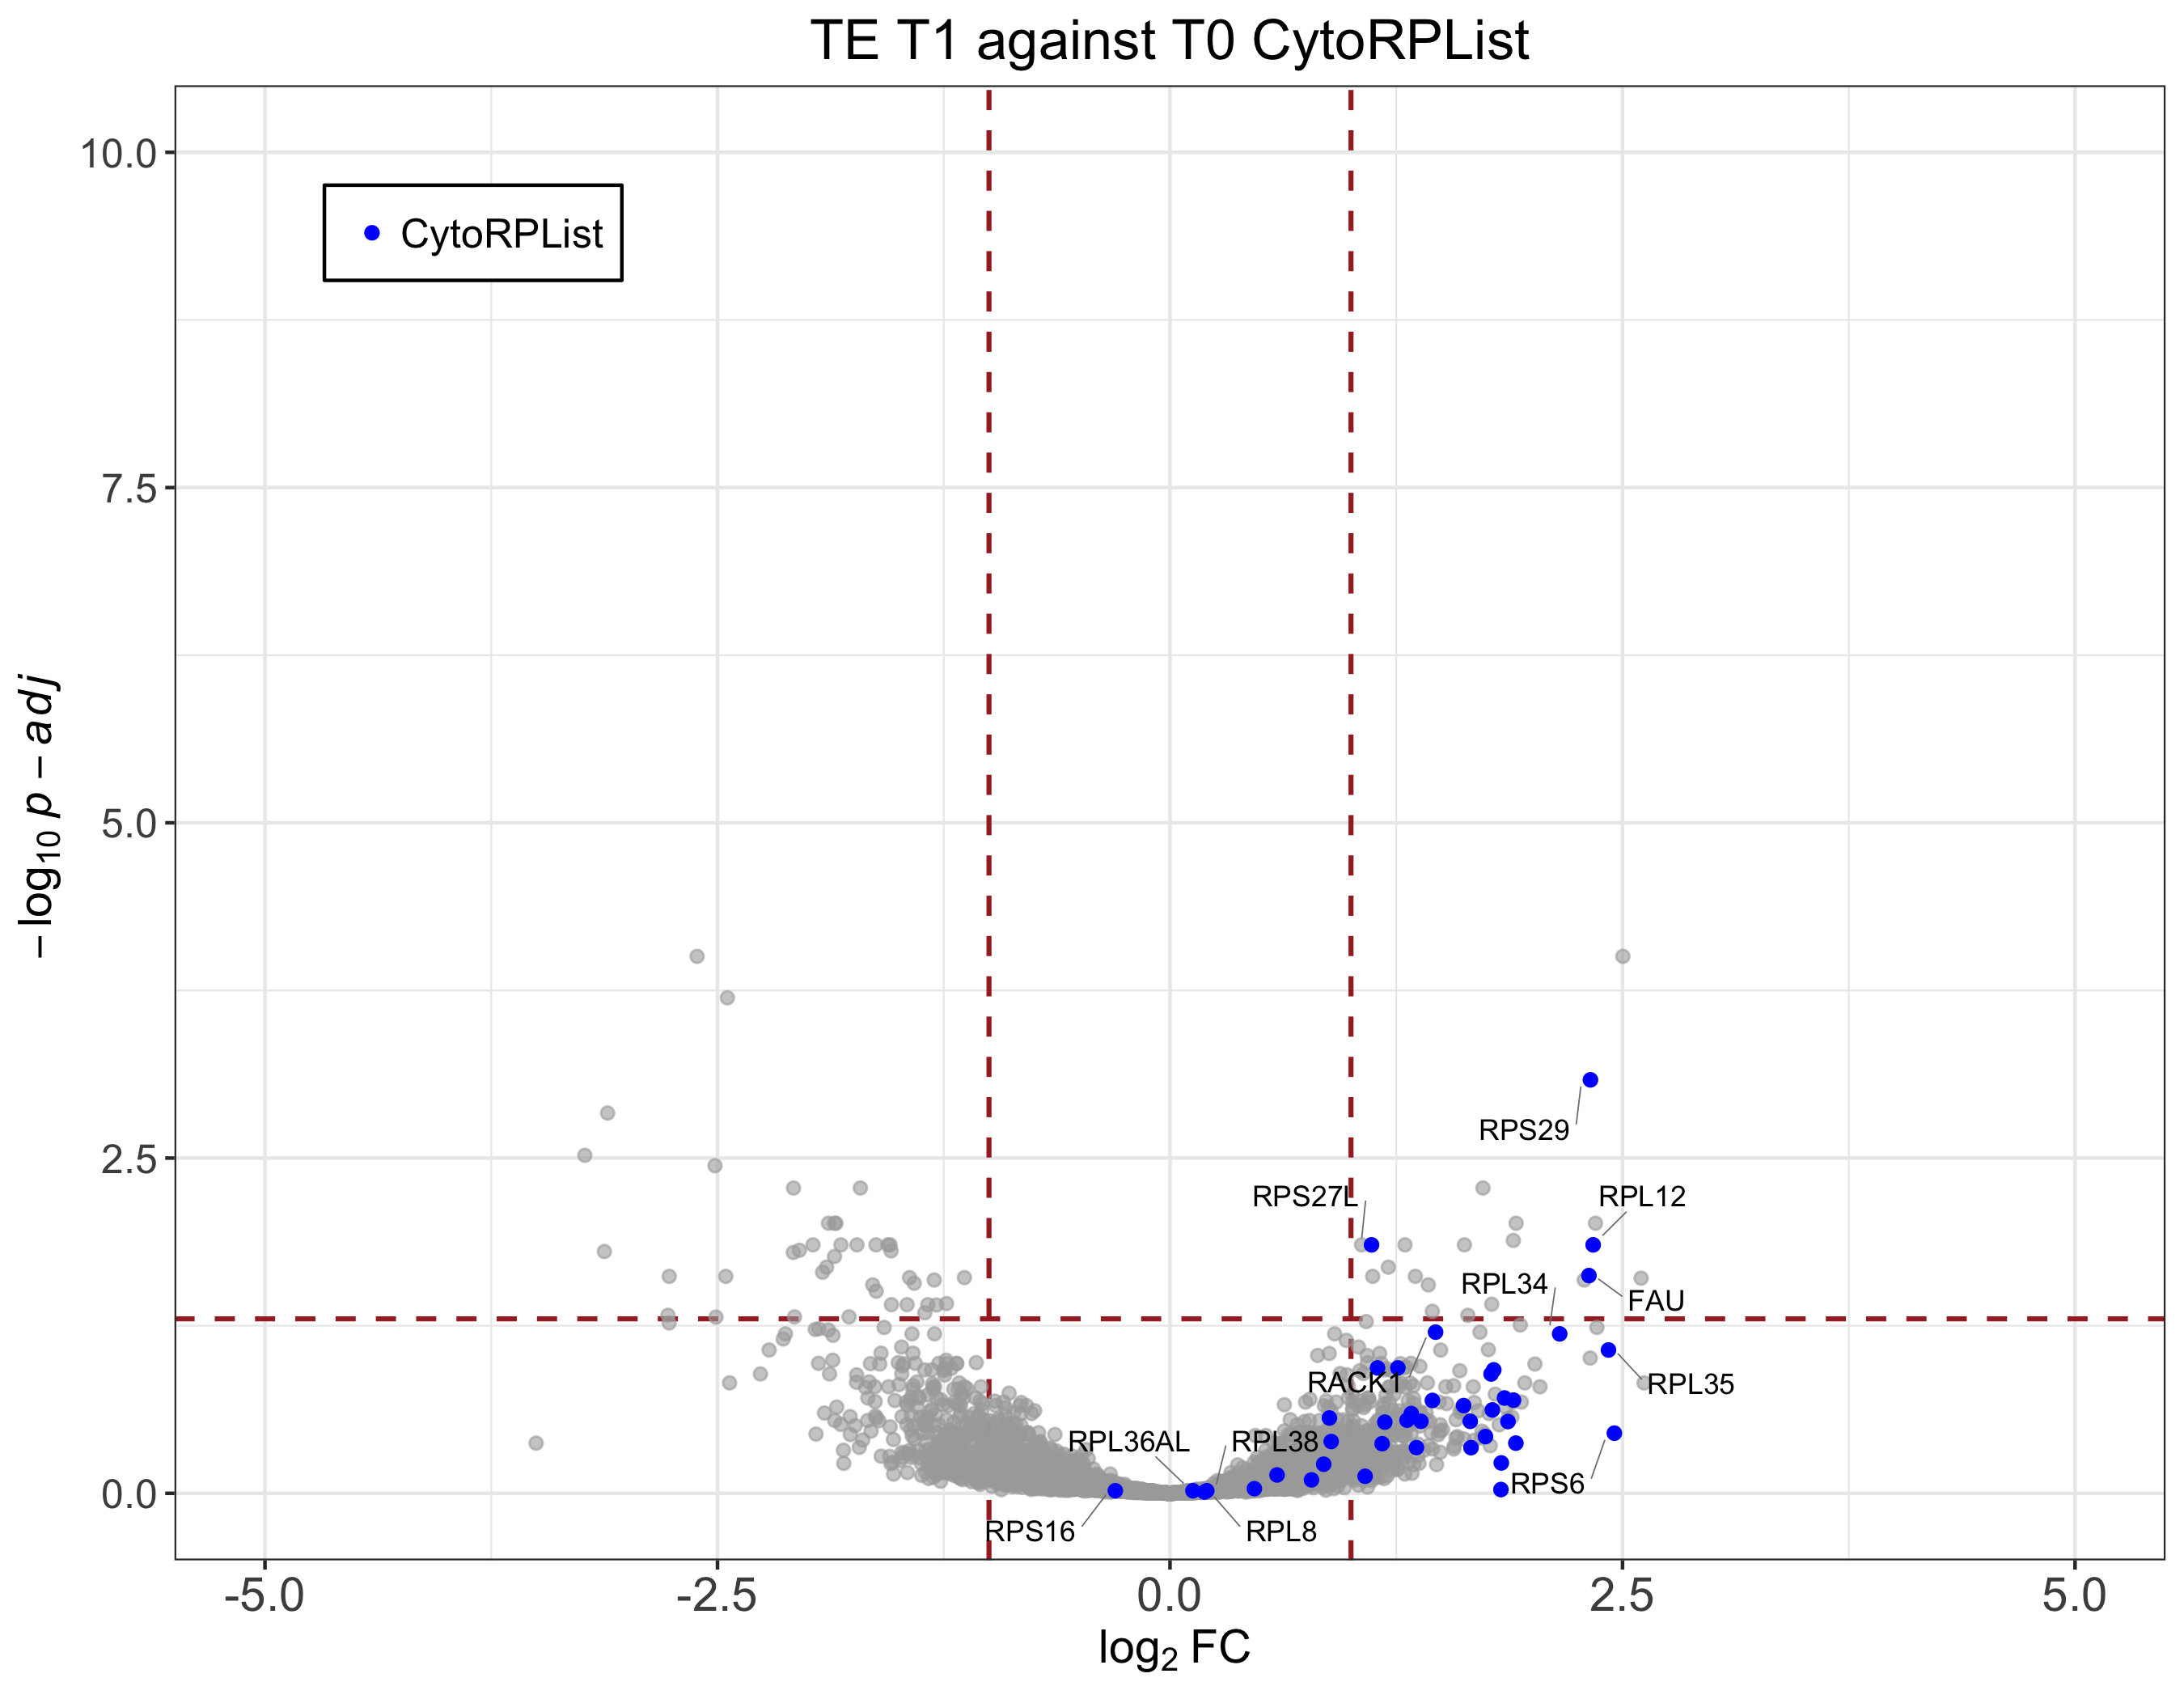 TE T1 against T0 CytoRPList
10.0
7.5
5.0
2.5
0.0
−log10 p − adj
CytoRPList
RPS29
RPS27L
RPL12
RPL34
FAU
RACK1
RPL35
RPL36AL
RPL38
RPS6
RPS16
RPL8
-5.0
-2.5
0.0
2.5
5.0
log2 FC